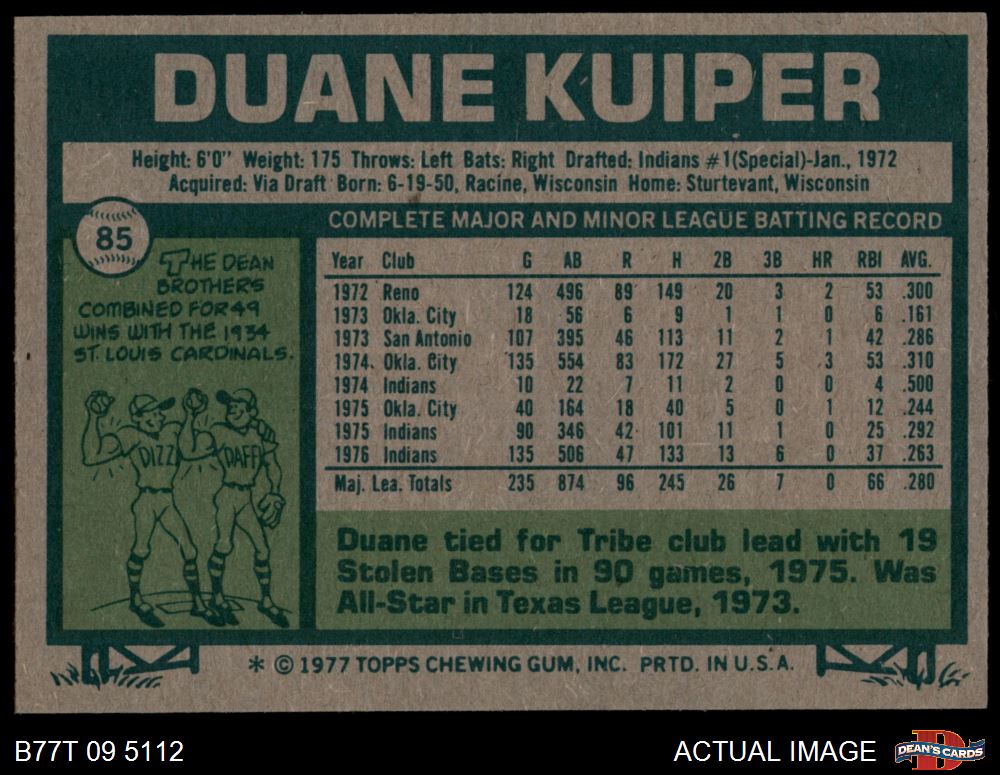 DUANE KUIPER
Height: 6'0" Weight: 175 Throws: Left Bats: Right Drafted: Indians #1(Special)-Jan., 1972
Acquired: Via Draft Born: 6-19-50, Racine, Wisconsin Home: Sturtevant, Wisconsin
85
THE DEAN
BROTHERS
COMBINED FOR 49
WINS WITH THE 1934
ST. LOUIS CARDINALS.
DIZZ DAFF
COMPLETE MAJOR AND MINOR LEAGUE BATTING RECORD
Year Club G AB R H 2B 3B HR RBI AVG.
1972 Reno 124 496 89 149 20 3 2 53 .300
1973 Okla. City 18 56 6 9 1 1 0 6 .161
1973 San Antonio 107 395 46 113 11 2 1 42 .286
1974 Okla. City 135 554 83 172 27 5 3 53 .310
1974 Indians 10 22 7 11 2 0 0 4 .500
1975 Okla. City 40 164 18 40 5 0 1 12 .244
1975 Indians 90 346 42 101 11 1 0 25 .292
1976 Indians 135 506 47 133 13 6 0 37 .263
Maj. Lea. Totals 235 874 96 245 26 7 0 66 .280
Duane tied for Tribe club lead with 19
Stolen Bases in 90 games, 1975. Was
All-Star in Texas League, 1973.
* © 1977 TOPPS CHEWING GUM, INC. PRTD. IN U.S.A.
B77T 09 5112
ACTUAL IMAGE
D
DEAN'S CARDS